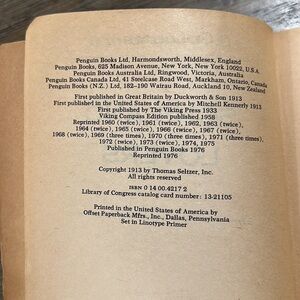 Penguin Books Ltd, Harmondsworth, Middlesex, England
Penguin Books, 625 Madison Avenue, New York, New York 10022, U.S.A.
Penguin Books Australia Ltd, Ringwood, Victoria, Australia
Penguin Books Canada Ltd, 41 Steelcase Road West, Markham, Ontario, Canada
Penguin Books (N.Z.) Ltd, 182–190 Wairau Road, Auckland 10, New Zealand
First published in Great Britain by Duckworth & Son 1913
First published in the United States of America by Mitchell Kennerly 1913
First published by The Viking Press 1933
Viking Compass Edition published 1958
Reprinted 1960 (twice), 1961 (twice), 1962, 1963 (twice),
1964 (twice), 1965 (twice), 1966 (twice), 1967 (twice),
1968 (twice), 1969 (three times), 1970 (three times), 1971 (three times),
1972 (twice), 1973 (twice), 1974, 1975
Published in Penguin Books 1976
Reprinted 1976
Copyright 1913 by Thomas Seltzer, Inc.
All rights reserved
ISBN 0 14 00.4217 2
Library of Congress catalog card number: 13-21105
Printed in the United States of America by
Offset Paperback Mfrs., Inc., Dallas, Pennsylvania
Set in Linotype Primer